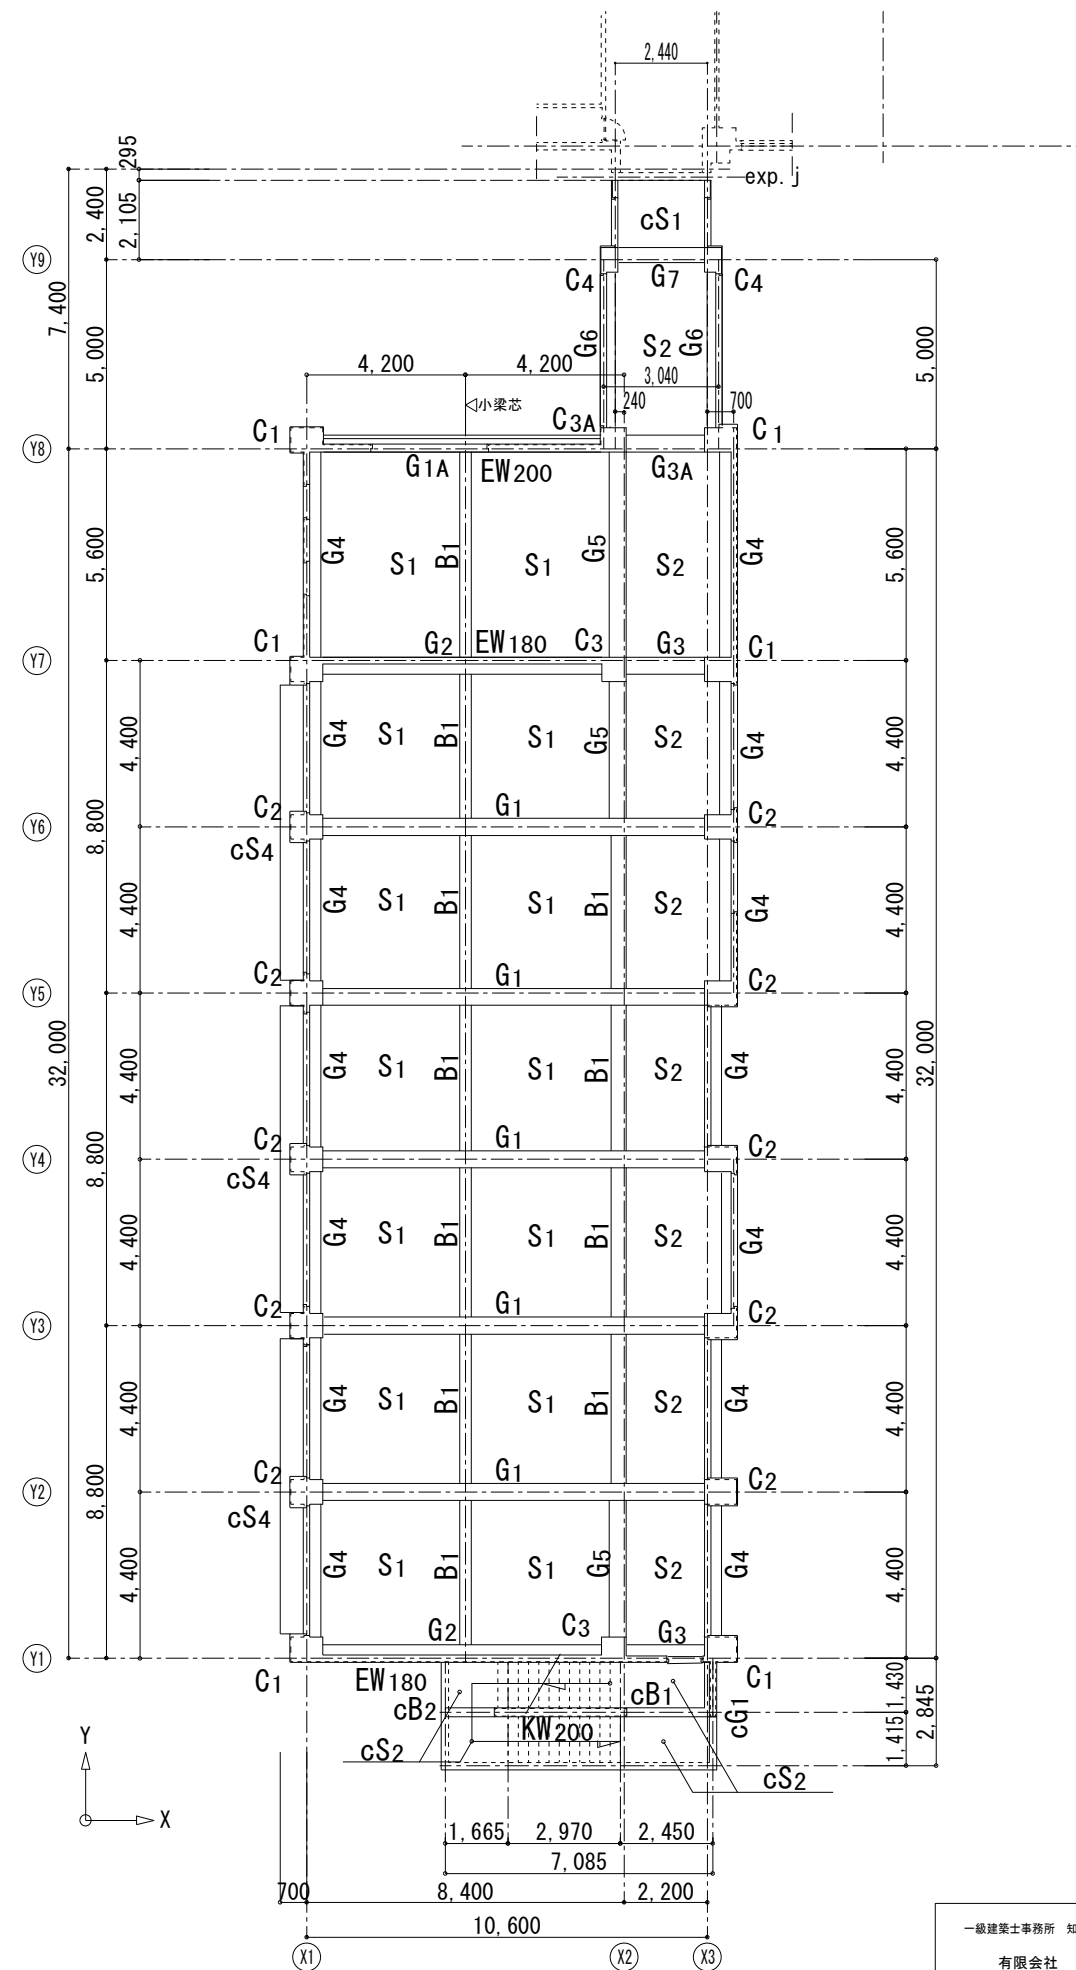 2,440
295
exp.j
2,400
2,105
cS1
Y9
C4
G7
C4
7,400
5,000
G6
S2
G6
5,000
4,200
4,200
3,040
小梁芯
240
700
C1
C3A
C1
Y8
G1A
EW200
G3A
5,600
G4
S1
B1
S1
G5
S2
G4
5,600
C1
G2
EW180
C3
G3
C1
Y7
4,400
G4
S1
B1
S1
G5
S2
G4
4,400
8,800
C2
G1
C2
Y6
cS4
4,400
G4
S1
B1
S1
B1
S2
G4
4,400
C2
G1
C2
Y5
32,000
4,400
G4
S1
B1
S1
B1
S2
G4
4,400
32,000
8,800
C2
G1
C2
Y4
cS4
4,400
G4
S1
B1
S1
B1
S2
G4
4,400
C2
G1
C2
Y3
4,400
G4
S1
B1
S1
B1
S2
G4
4,400
8,800
C2
G1
C2
Y2
cS4
4,400
G4
S1
B1
S1
G5
S2
G4
4,400
G2
C3
G3
Y1
C1
EW180
C1
cB2
cB1
cG1
1,430
KW200
1,415
2,845
cS2
cS2
Y
X
1,665
2,970
2,450
7,085
700
8,400
2,200
10,600
X1
X2
X3
一級建築士事務所 知
有限会社